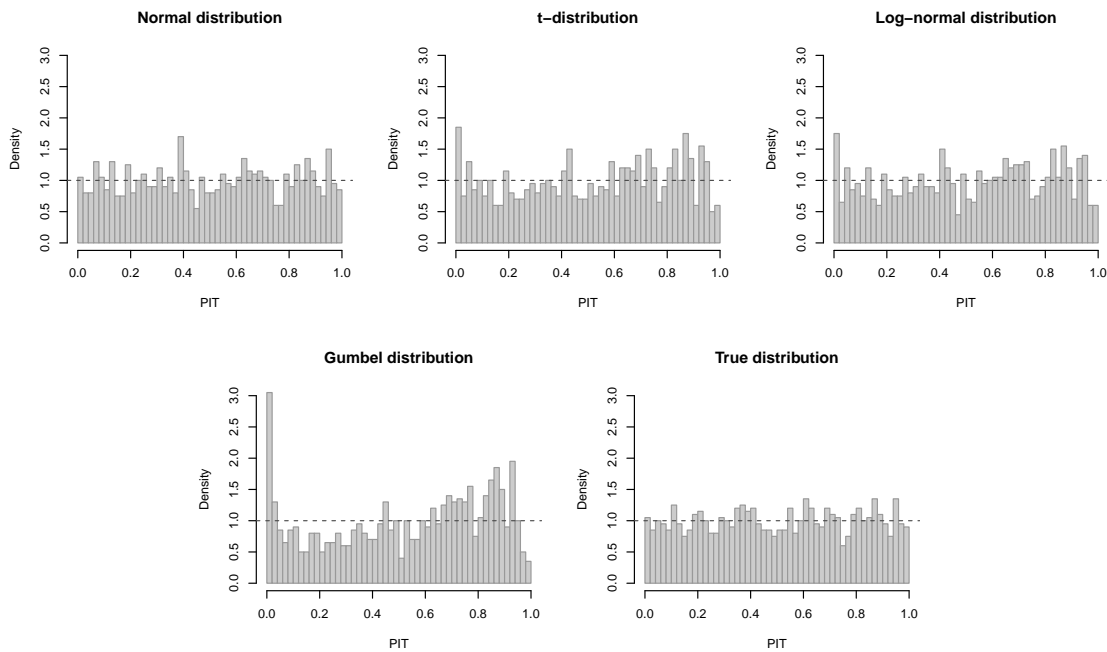 Normal distribution
t−distribution
Log−normal distribution
Density
0.0 0.5 1.0 1.5 2.0 2.5 3.0
0.0 0.2 0.4 0.6 0.8 1.0
PIT
Density
0.0 0.5 1.0 1.5 2.0 2.5 3.0
0.0 0.2 0.4 0.6 0.8 1.0
PIT
Density
0.0 0.5 1.0 1.5 2.0 2.5 3.0
0.0 0.2 0.4 0.6 0.8 1.0
PIT
Gumbel distribution
True distribution
Density
0.0 0.5 1.0 1.5 2.0 2.5 3.0
0.0 0.2 0.4 0.6 0.8 1.0
PIT
Density
0.0 0.5 1.0 1.5 2.0 2.5 3.0
0.0 0.2 0.4 0.6 0.8 1.0
PIT